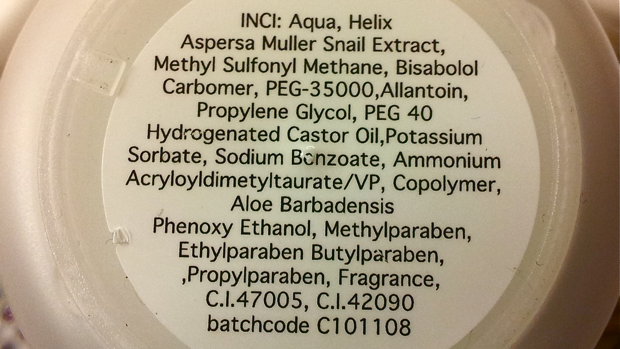 INCI: Aqua, Helix
Aspersa Muller Snail Extract,
Methyl Sulfonyl Methane, Bisabolol
Carbomer, PEG-35000,Allantoin,
Propylene Glycol, PEG 40
Hydrogenated Castor Oil,Potassium
Sorbate, Sodium Benzoate, Ammonium
Acryloyldimetyltaurate/VP, Copolymer,
Aloe Barbadensis
Phenoxy Ethanol, Methylparaben,
Ethylparaben Butylparaben,
,Propylparaben, Fragrance,
C.I.47005, C.I.42090
batchcode C101108